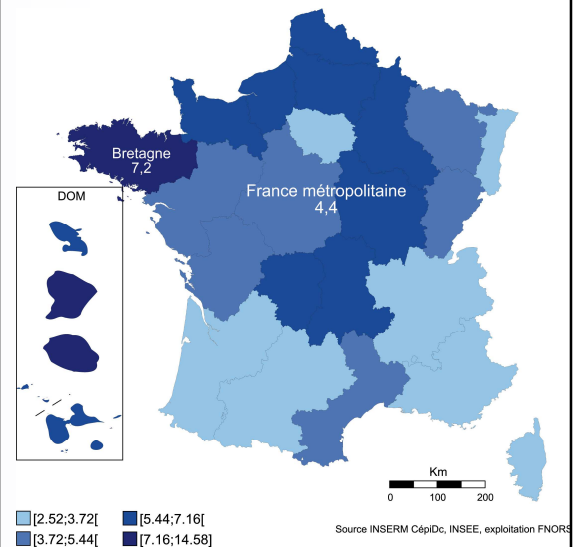 Bretagne
7,2
France métropolitaine
4,4
DOM
Km
0 100 200
[2.52;3.72[
[5.44;7.16[
[3.72;5.44[
[7.16;14.58]
Source INSERM CépiDc, INSEE, exploitation FNORS